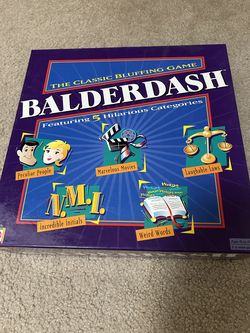 THE CLASSIC BLUFFING GAME
BALDERDASH
Featuring 5 Hilarious Categories
Peculiar People
Marvelous Movies
Laughable Laws
N.M.I.
Incredible Initials
Weird Words